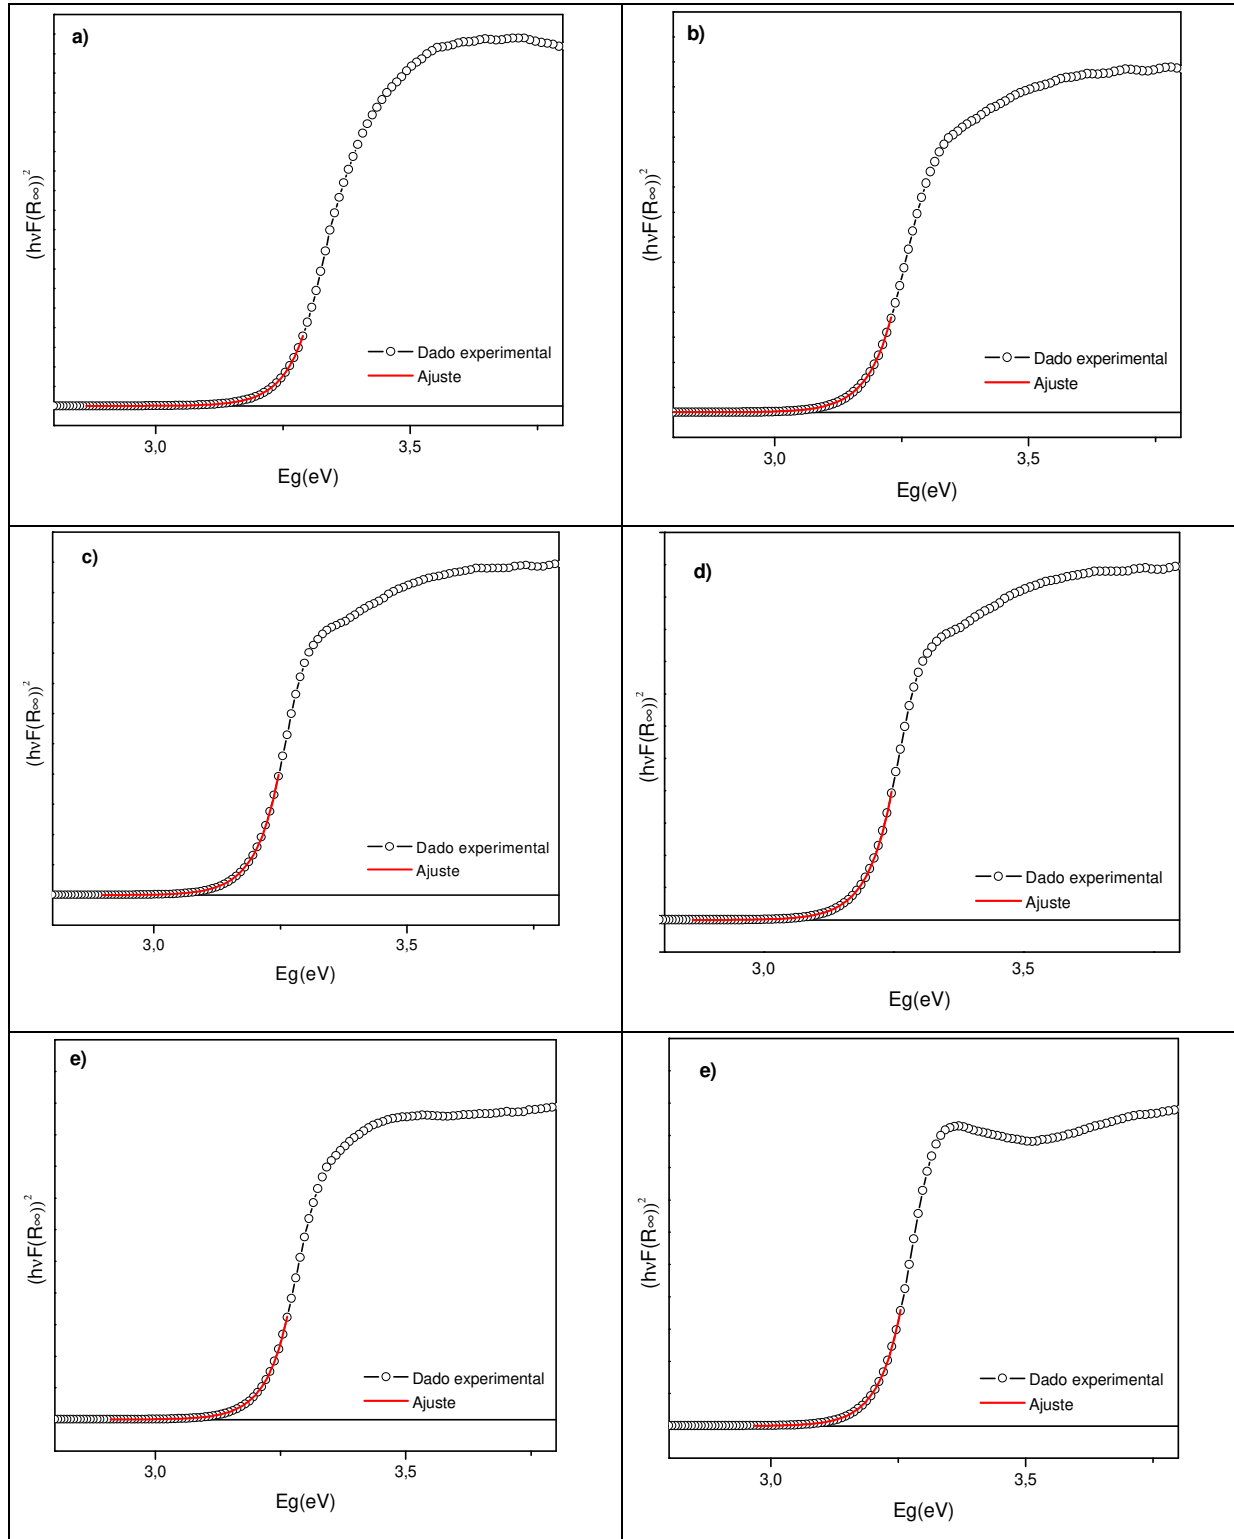 a)
(hνF(R∞))²
Dado experimental
Ajuste
3,0 3,5
Eg(eV)
b)
(hνF(R∞))²
Dado experimental
Ajuste
3,0 3,5
Eg(eV)
c)
(hνF(R∞))²
Dado experimental
Ajuste
3,0 3,5
Eg(eV)
d)
(hνF(R∞))²
Dado experimental
Ajuste
3,0 3,5
Eg(eV)
e)
(hνF(R∞))²
Dado experimental
Ajuste
3,0 3,5
Eg(eV)
e)
(hνF(R∞))²
Dado experimental
Ajuste
3,0 3,5
Eg(eV)